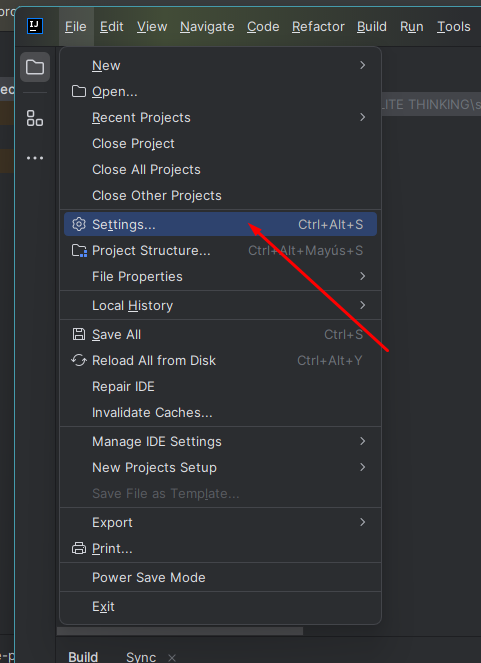 pro
IJ
File Edit View Navigate Code Refactor Build Run Tools
New
Open...
LITE THINKING\s
Recent Projects
Close Project
Close All Projects
Close Other Projects
Settings... Ctrl+Alt+S
Project Structure... Ctrl+Alt+Mayús+S
File Properties
Local History
Save All Ctrl+S
Reload All from Disk Ctrl+Alt+Y
Repair IDE
Invalidate Caches...
Manage IDE Settings
New Projects Setup
Save File as Template...
Export
Print...
Power Save Mode
Exit
e-p
Build Sync